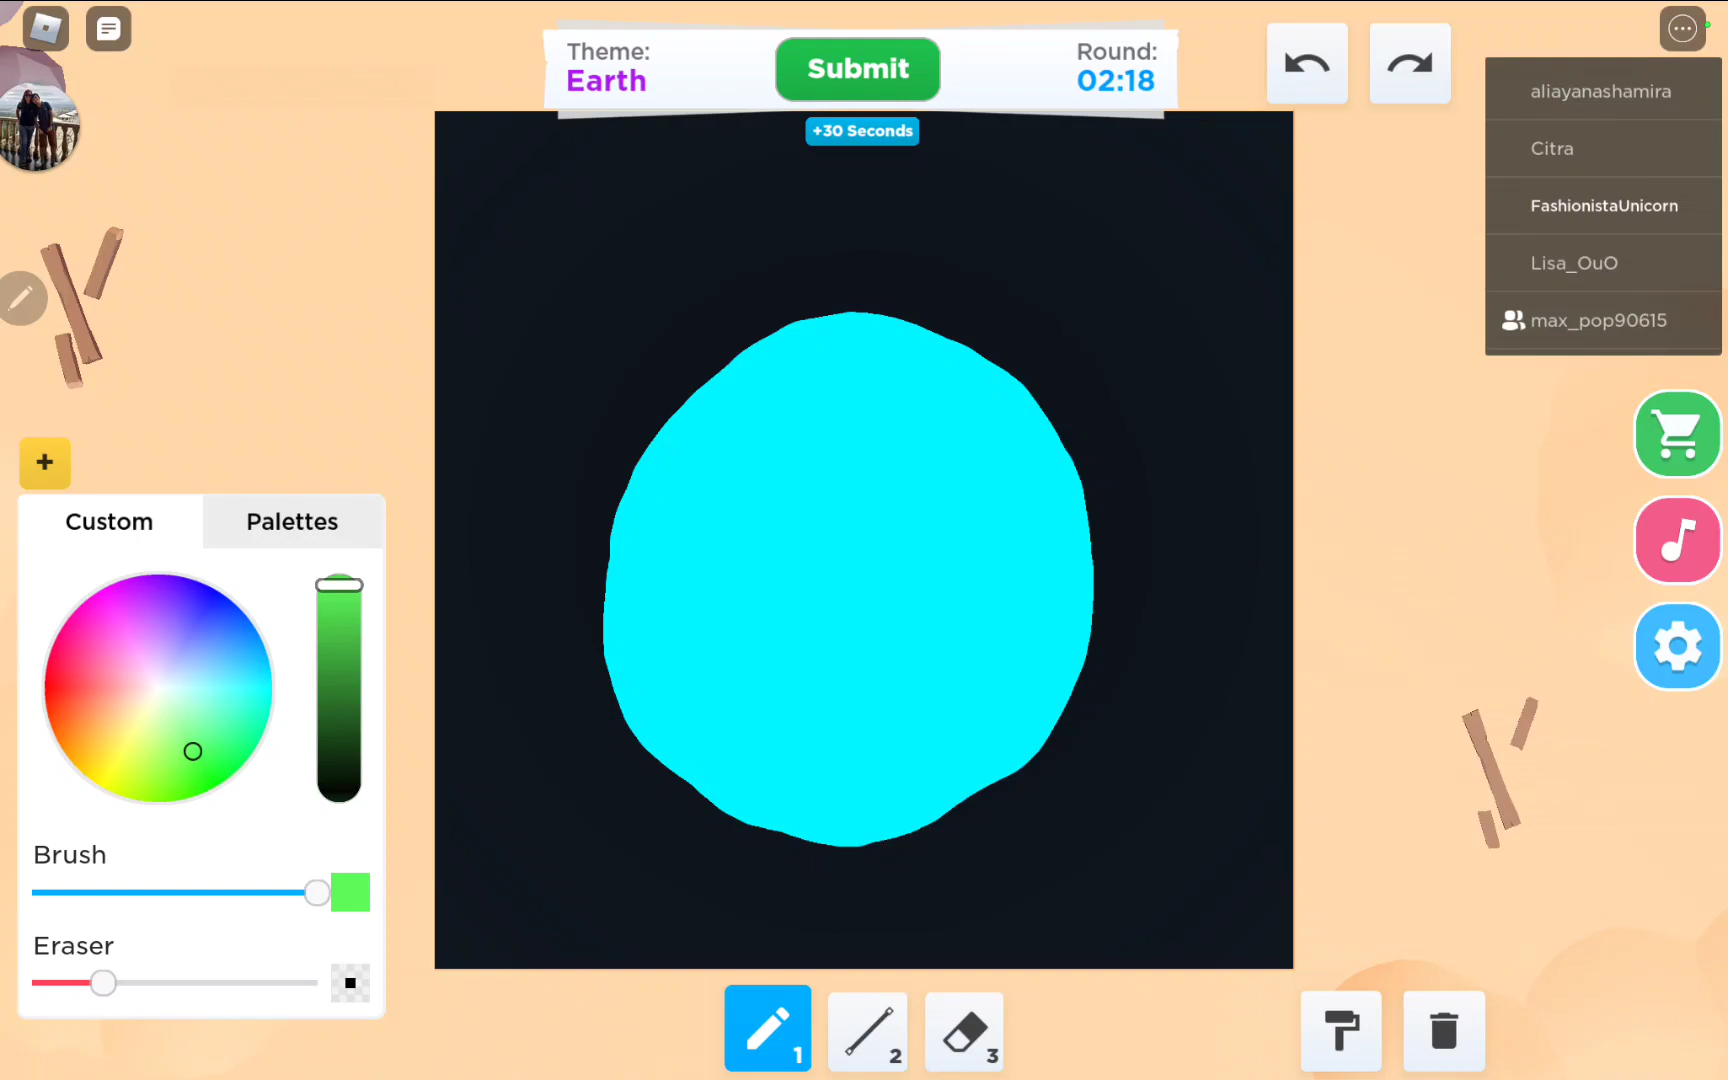 Theme:
Earth
Submit
Round:
02:18
+30 Seconds
aliayanashamira
Citra
FashionistaUnicorn
Lisa_OuO
max_pop90615
+
Custom
Palettes
Brush
Eraser
1
2
3